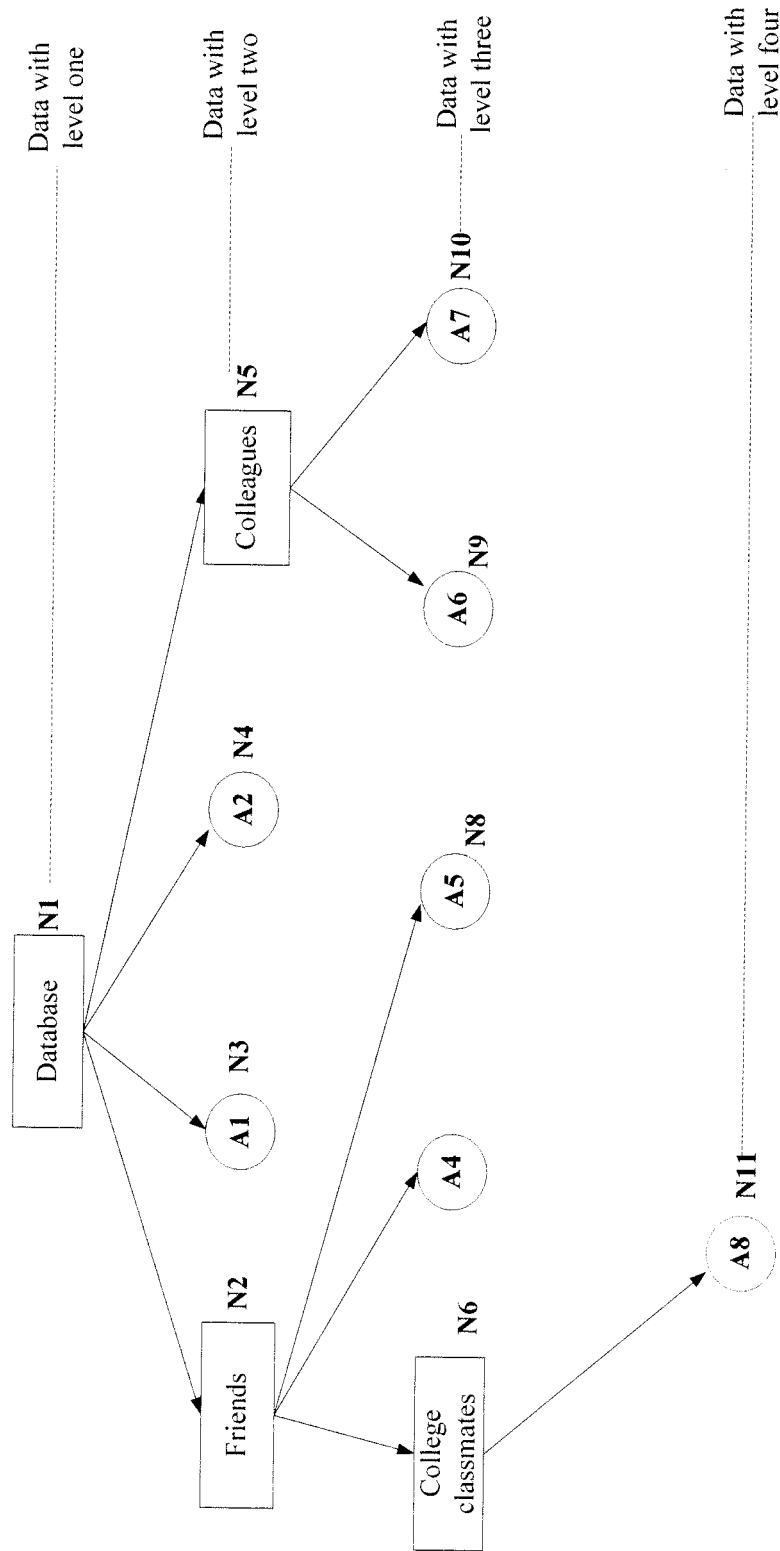 Database
N1
Data with
level one
Friends
N2
A1
N3
A2
N4
Colleagues
N5
Data with
level two
College
classmates
N6
A4
A5
N8
A6
N9
A7
N10
Data with
level three
A8
N11
Data with
level four